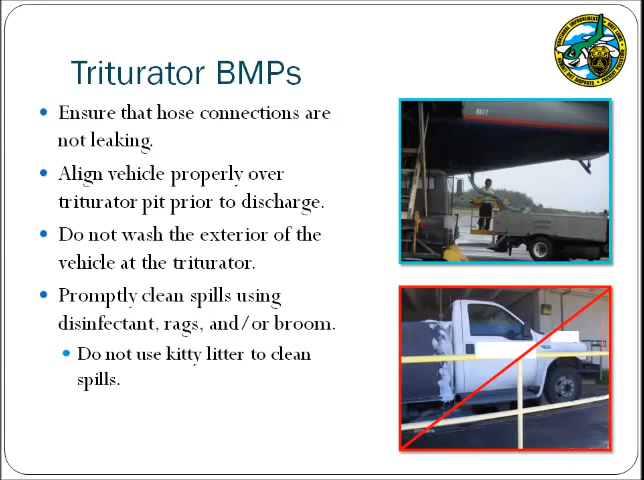 Triturator BMPs
Ensure that hose connections are
not leaking.
Align vehicle properly over
triturator pit prior to discharge.
Do not wash the exterior of the
vehicle at the triturator.
Promptly clean spills using
disinfectant, rags, and/or broom.
Do not use kitty litter to clean
spills.